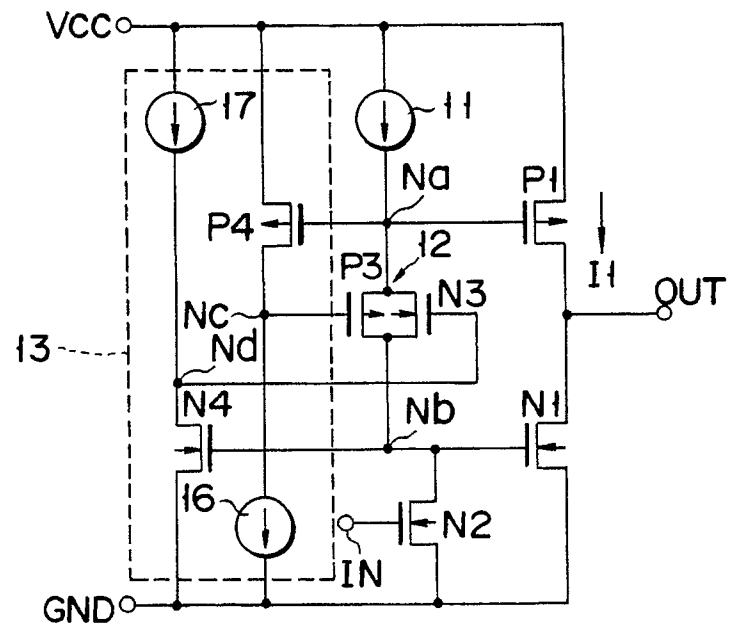 VCC
17
11
Na
P1
P4
12
P3
N3
I1
OUT
Nc
13
Nd
N4
Nb
N1
16
N2
IN
GND